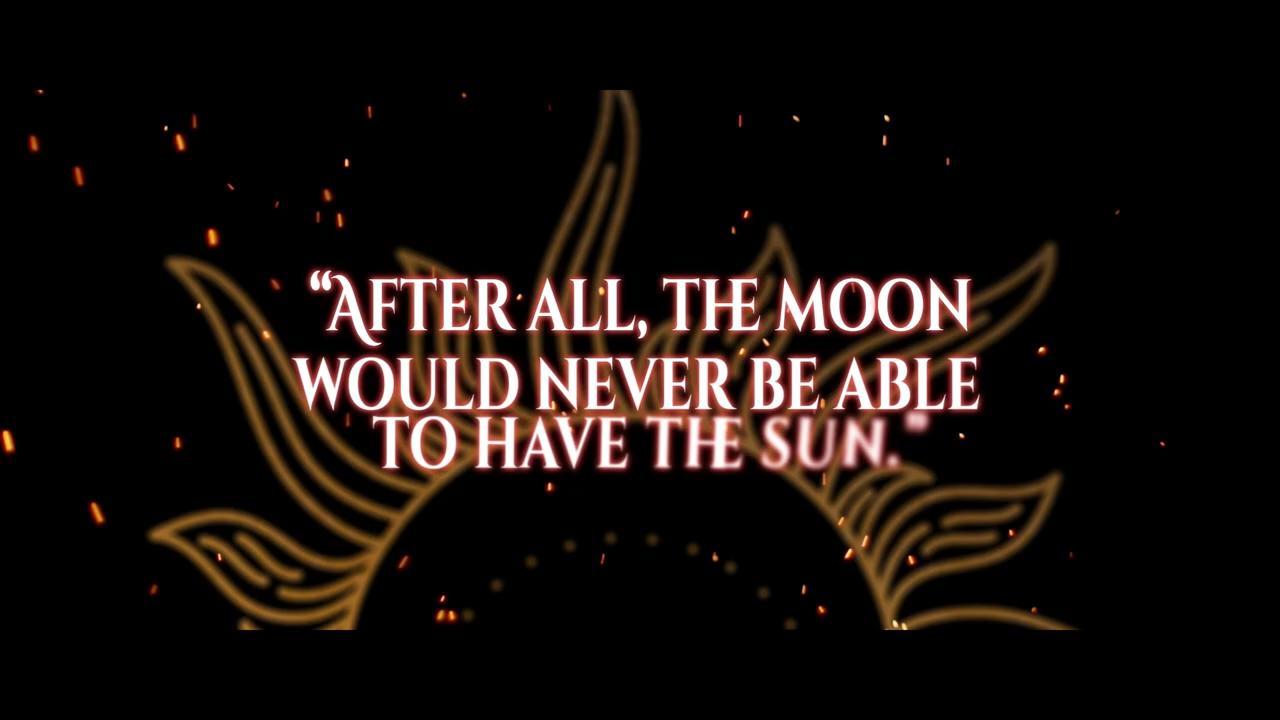 “AFTER ALL, THE MOON
WOULD NEVER BE ABLE
TO HAVE THE SUN.”